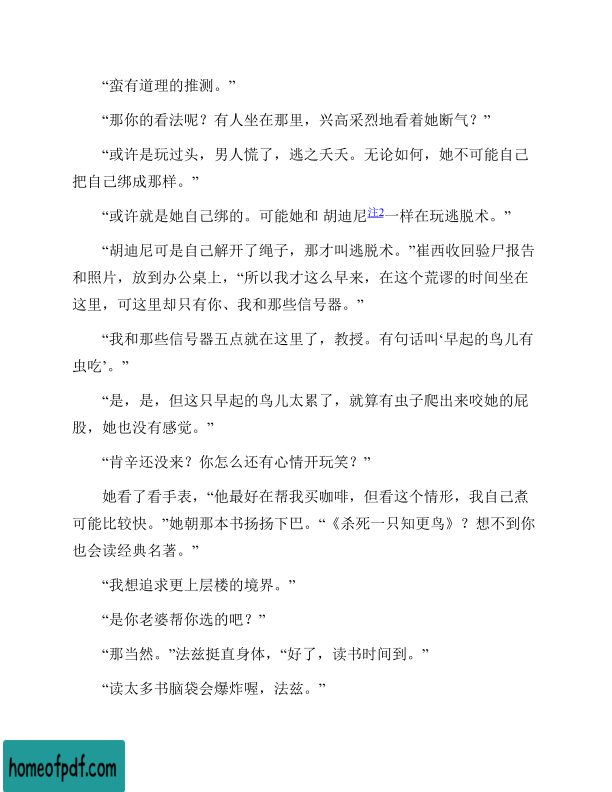 “蛮有道理的推测。”
“那你的看法呢？有人坐在那里，兴高采烈地看着她断气？”
“或许是玩过头，男人慌了，逃之夭夭。无论如何，她不可能自己
把自己绑成那样。”
“或许就是她自己绑的。可能她和 胡迪尼注2一样在玩逃脱术。”
“胡迪尼可是自己解开了绳子，那才叫逃脱术。”崔西收回验尸报告
和照片，放到办公桌上，“所以我才这么早来，在这个荒谬的时间坐在
这里，可这里却只有你、我和那些信号器。”
“我和那些信号器五点就在这里了，教授。有句话叫‘早起的鸟儿有
虫吃’。”
“是，是，但这只早起的鸟儿太累了，就算有虫子爬出来咬她的屁
股，她也没有感觉。”
“肯辛还没来？你怎么还有心情开玩笑？”
她看了看手表，“他最好在帮我买咖啡，但看这个情形，我自己煮
可能比较快。”她朝那本书扬扬下巴。“《杀死一只知更鸟》？想不到你
也会读经典名著。”
“我想追求更上层楼的境界。”
“是你老婆帮你选的吧？”
“那当然。”法兹挺直身体，“好了，读书时间到。”
“读太多书脑袋会爆炸喔，法兹。”
homeofpdf.com